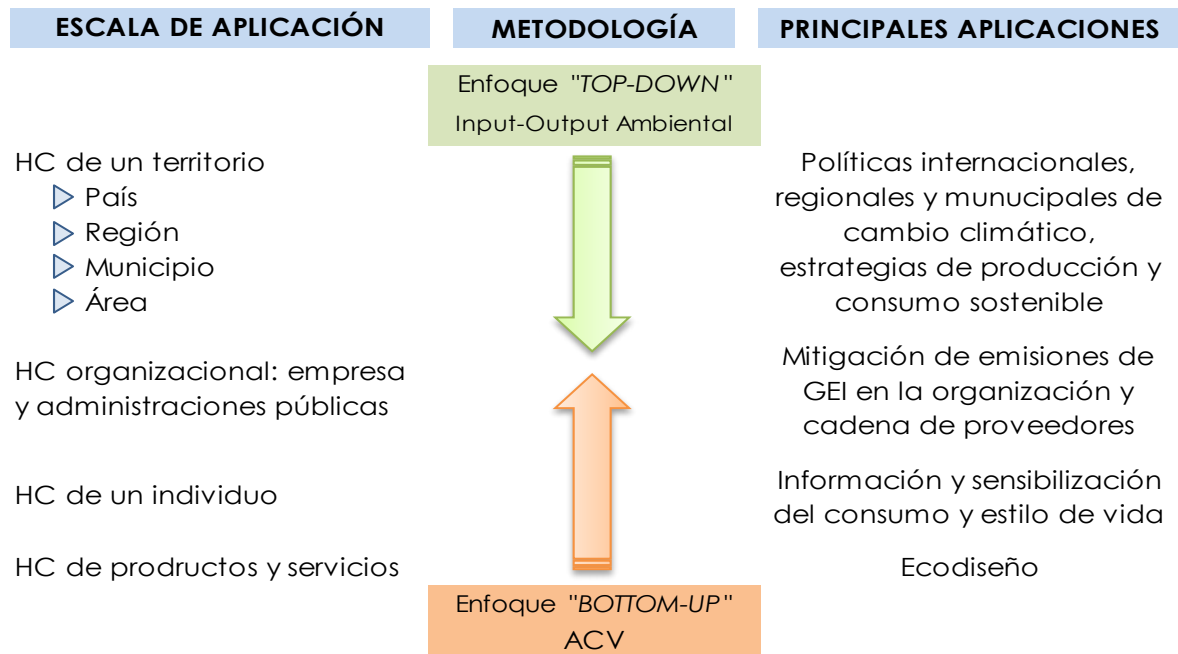 ESCALA DE APLICACIÓN
METODOLOGÍA
PRINCIPALES APLICACIONES
Enfoque "TOP-DOWN"
Input-Output Ambiental
HC de un territorio
País
Región
Municipio
Área
Políticas internacionales,
regionales y munucipales de
cambio climático,
estrategias de producción y
consumo sostenible
HC organizacional: empresa
y administraciones públicas
Mitigación de emisiones de
GEI en la organización y
cadena de proveedores
HC de un individuo
Información y sensibilización
del consumo y estilo de vida
HC de prodructos y servicios
Ecodiseño
Enfoque "BOTTOM-UP"
ACV